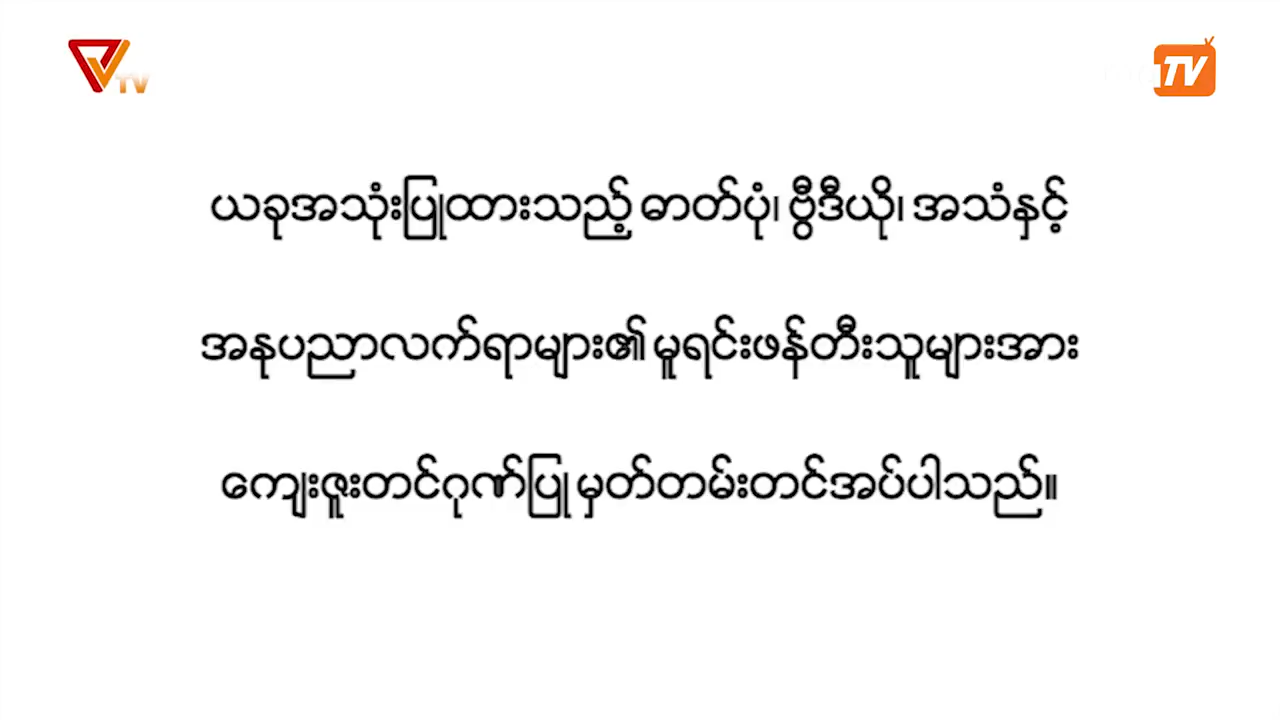 TV
TV
ယခုအသုံးပြုထားသည့် ဓာတ်ပုံ၊ ဗွီဒီယို၊ အသံနှင့်
အနုပညာလက်ရာများ၏ မူရင်းဖန်တီးသူများအား
ကျေးဇူးတင်ဂုဏ်ပြု မှတ်တမ်းတင်အပ်ပါသည်။